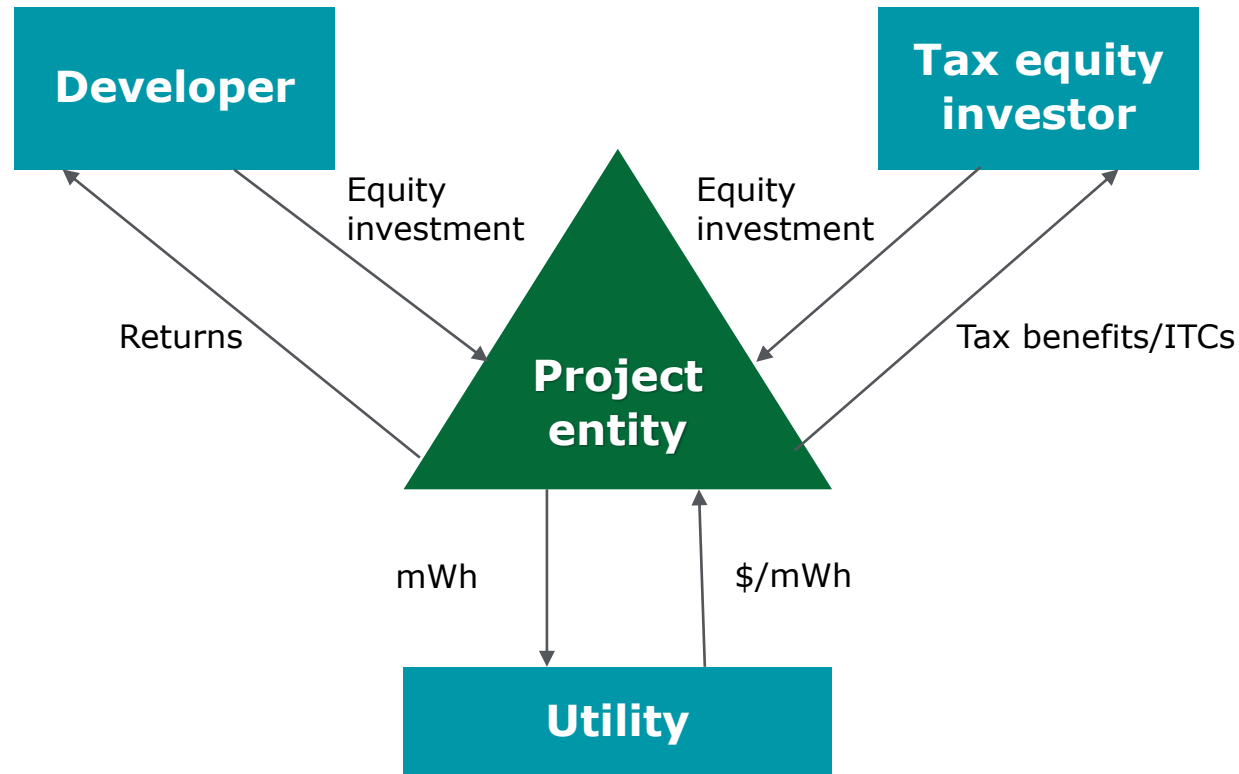 Developer
Tax equity
investor
Equity
investment
Equity
investment
Returns
Tax benefits/ITCs
Project
entity
mWh
$/mWh
Utility